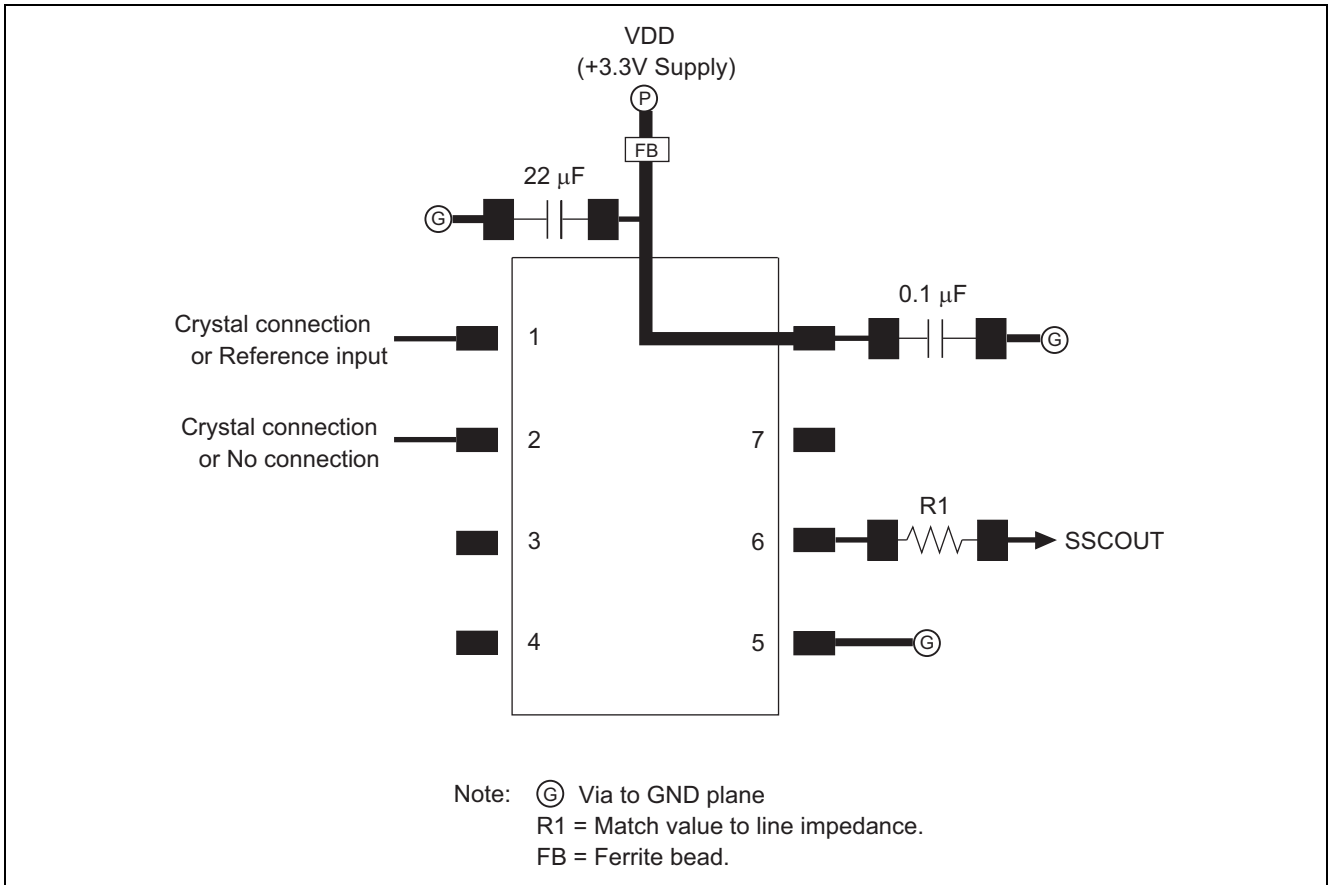 VDD
(+3.3V Supply)
P
FB
22 μF
G
0.1 μF
G
Crystal connection
or Reference input
1
Crystal connection
or No connection
2
7
3
6
R1
SSCOUT
4
5
G
Note: G Via to GND plane
R1 = Match value to line impedance.
FB = Ferrite bead.